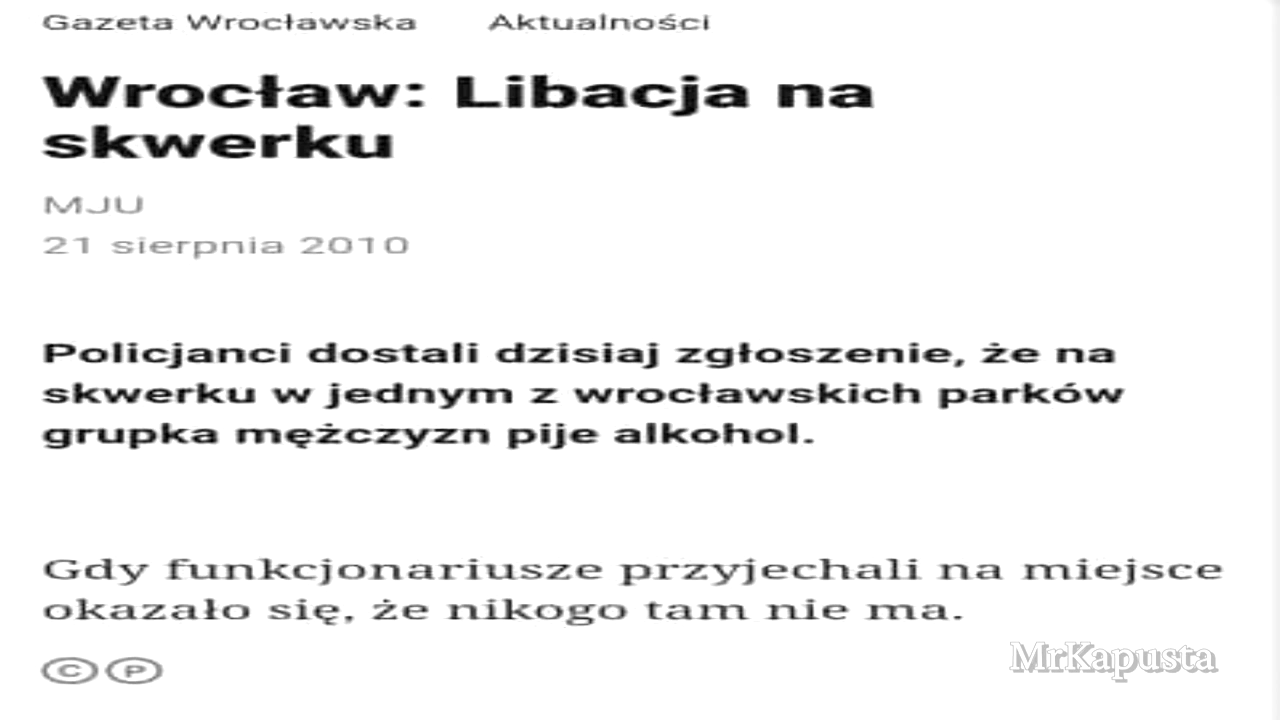 Gazeta Wrocławska Aktualności
Wrocław: Libacja na
skwerku
MJU
21 sierpnia 2010
Policjanci dostali dzisiaj zgłoszenie, że na
skwerku w jednym z wrocławskich parków
grupka mężczyzn pije alkohol.
Gdy funkcjonariusze przyjechali na miejsce
okazało się, że nikogo tam nie ma.
©℗
MrKapusta